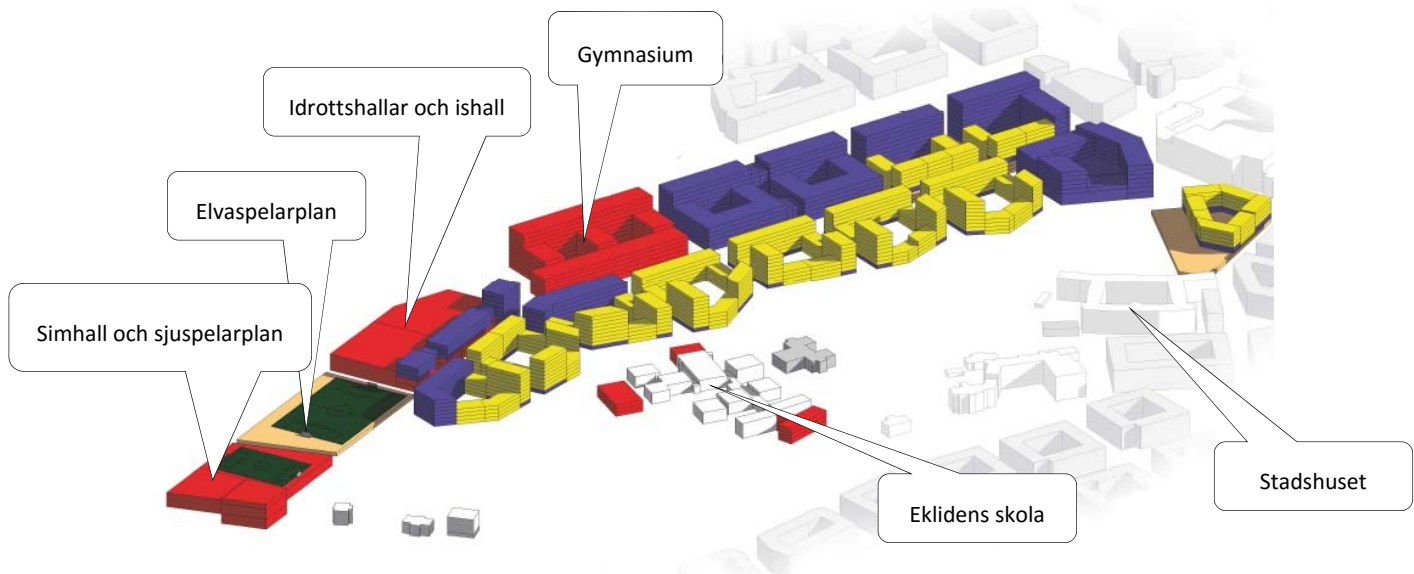 Gymnasium
Idrottshallar och ishall
Elvaspelarplan
Simhall och sjuspelarplan
Eklidens skola
Stadshuset